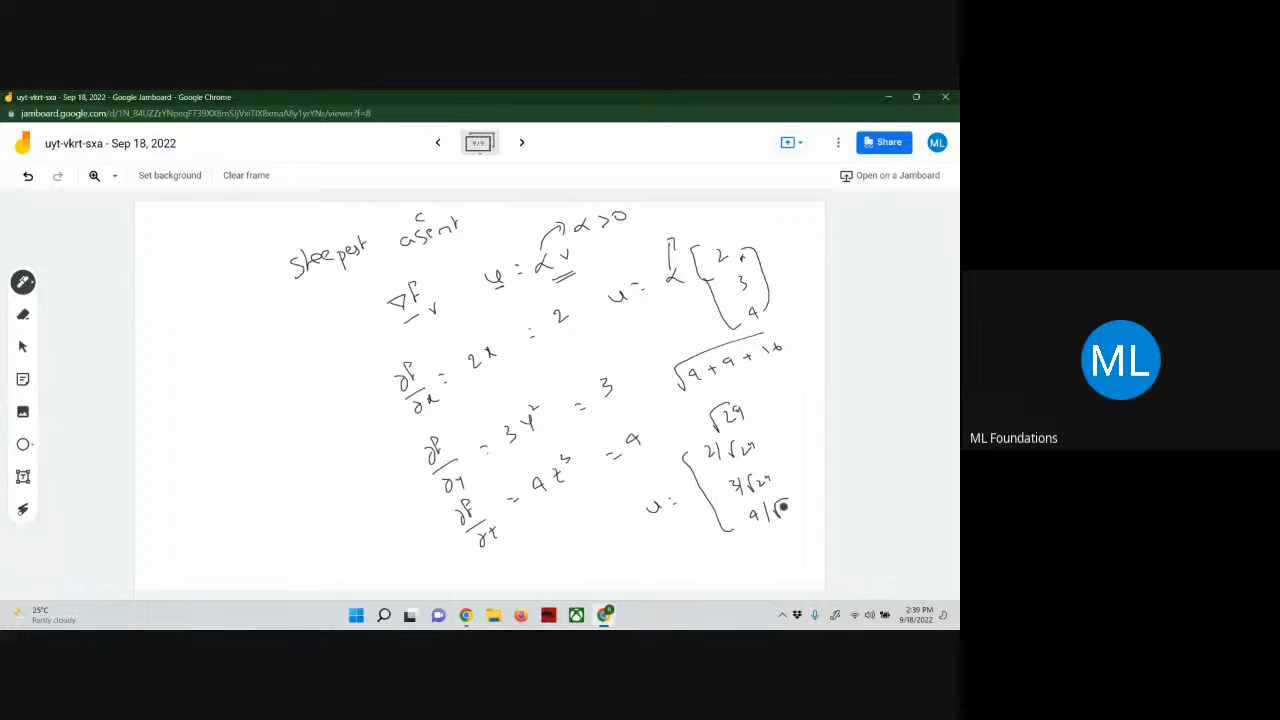 uyt-vkrt-sxa - Sep 18, 2022 - Google Jamboard - Google Chrome
uyt-vkrt-sxa - Sep 18, 2022
9/9
Share
ML
Set background
Clear frame
Open on a Jamboard
steepest ascent
∇f
u = αv
α > 0
u = α [2 3 4]
∂f/∂x = 2x = 2
√4+9+16
∂f/∂y = 3y² = 3
√29
∂f/∂z = 4z³ = 4
u = [2/√29
3/√29
4/√
ML
ML Foundations
25°C
Partly cloudy
2:39 PM
9/18/2022